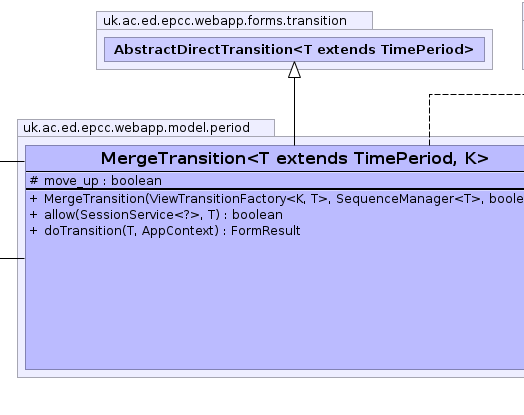 uk.ac.ed.epcc.webapp.forms.transition
AbstractDirectTransition<T extends TimePeriod>
uk.ac.ed.epcc.webapp.model.period
MergeTransition<T extends TimePeriod, K>
# move_up : boolean
+ MergeTransition(ViewTransitionFactory<K, T>, SequenceManager<T>, boole
+ allow(SessionService<?>, T) : boolean
+ doTransition(T, AppContext) : FormResult